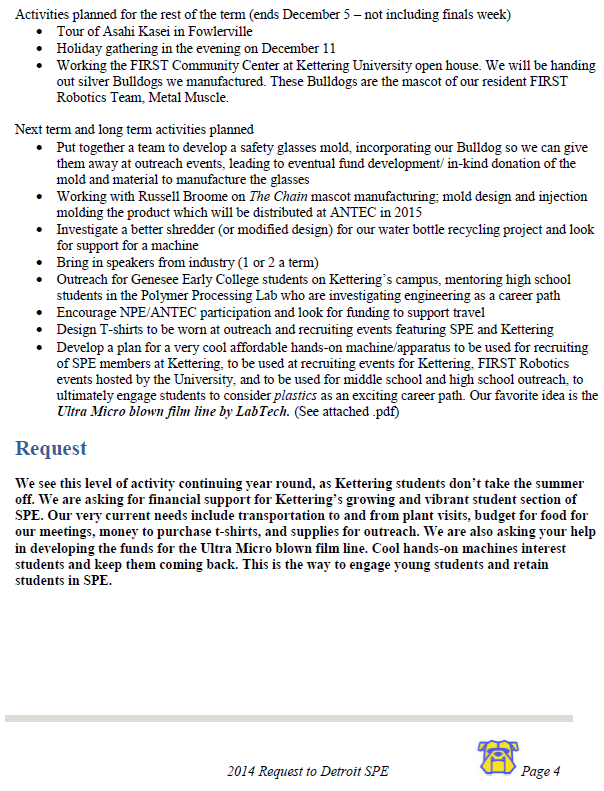 Activities planned for the rest of the term (ends December 5 – not including finals week)
• Tour of Asahi Kasei in Fowlerville
• Holiday gathering in the evening on December 11
• Working the FIRST Community Center at Kettering University open house. We will be handing
out silver Bulldogs we manufactured. These Bulldogs are the mascot of our resident FIRST
Robotics Team, Metal Muscle.
Next term and long term activities planned
• Put together a team to develop a safety glasses mold, incorporating our Bulldog so we can give
them away at outreach events, leading to eventual fund development/ in-kind donation of the
mold and material to manufacture the glasses
• Working with Russell Broome on The Chain mascot manufacturing; mold design and injection
molding the product which will be distributed at ANTEC in 2015
• Investigate a better shredder (or modified design) for our water bottle recycling project and look
for support for a machine
• Bring in speakers from industry (1 or 2 a term)
• Outreach for Genesee Early College students on Kettering’s campus, mentoring high school
students in the Polymer Processing Lab who are investigating engineering as a career path
• Encourage NPE/ANTEC participation and look for funding to support travel
• Design T-shirts to be worn at outreach and recruiting events featuring SPE and Kettering
• Develop a plan for a very cool affordable hands-on machine/apparatus to be used for recruiting
of SPE members at Kettering, to be used at recruiting events for Kettering, FIRST Robotics
events hosted by the University, and to be used for middle school and high school outreach, to
ultimately engage students to consider plastics as an exciting career path. Our favorite idea is the
Ultra Micro blown film line by LabTech. (See attached .pdf)
Request
We see this level of activity continuing year round, as Kettering students don’t take the summer
off. We are asking for financial support for Kettering’s growing and vibrant student section of
SPE. Our very current needs include transportation to and from plant visits, budget for food for
our meetings, money to purchase t-shirts, and supplies for outreach. We are also asking your help
in developing the funds for the Ultra Micro blown film line. Cool hands-on machines interest
students and keep them coming back. This is the way to engage young students and retain
students in SPE.
2014 Request to Detroit SPE Page 4